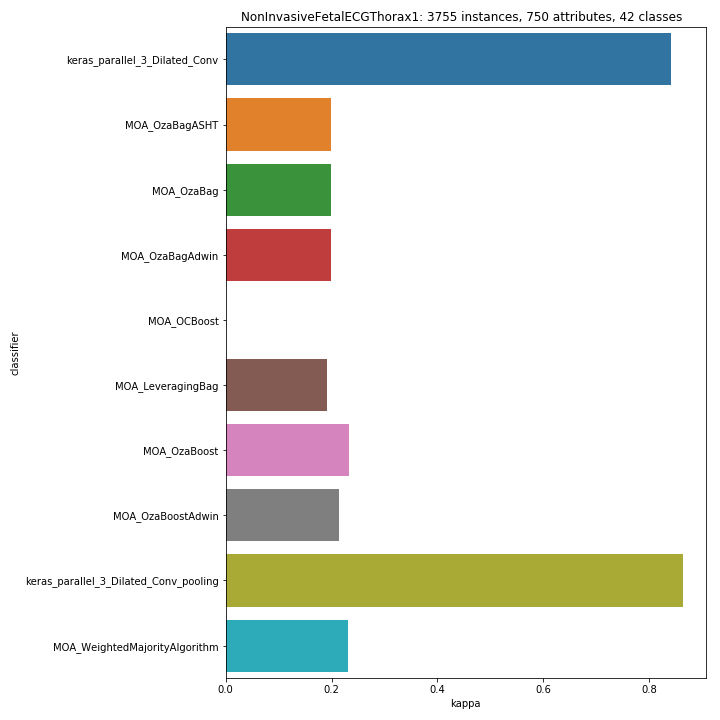 NonInvasiveFetalECGThorax1: 3755 instances, 750 attributes, 42 classes
classifier
keras_parallel_3_Dilated_Conv
MOA_OzaBagASHT
MOA_OzaBag
MOA_OzaBagAdwin
MOA_OCBoost
MOA_LeveragingBag
MOA_OzaBoost
MOA_OzaBoostAdwin
keras_parallel_3_Dilated_Conv_pooling
MOA_WeightedMajorityAlgorithm
0.0 0.2 0.4 0.6 0.8
kappa